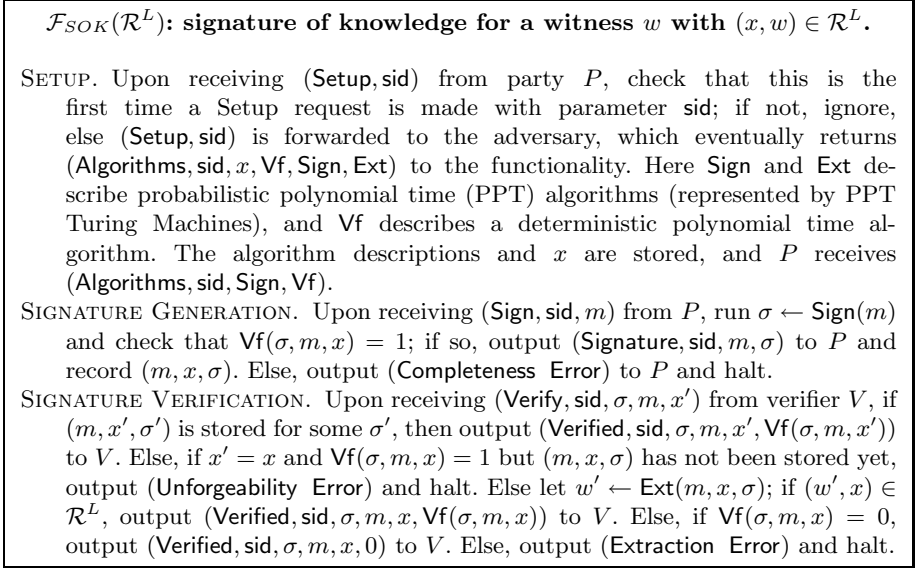 𝓕_{SOK}(𝓡^L): signature of knowledge for a witness w with (x, w) ∈ 𝓡^L.
SETUP. Upon receiving (Setup, sid) from party P, check that this is the
first time a Setup request is made with parameter sid; if not, ignore,
else (Setup, sid) is forwarded to the adversary, which eventually returns
(Algorithms, sid, x, Vf, Sign, Ext) to the functionality. Here Sign and Ext de-
scribe probabilistic polynomial time (PPT) algorithms (represented by PPT
Turing Machines), and Vf describes a deterministic polynomial time al-
gorithm. The algorithm descriptions and x are stored, and P receives
(Algorithms, sid, Sign, Vf).
SIGNATURE GENERATION. Upon receiving (Sign, sid, m) from P, run σ ← Sign(m)
and check that Vf(σ, m, x) = 1; if so, output (Signature, sid, m, σ) to P and
record (m, x, σ). Else, output (Completeness Error) to P and halt.
SIGNATURE VERIFICATION. Upon receiving (Verify, sid, σ, m, x′) from verifier V, if
(m, x′, σ′) is stored for some σ′, then output (Verified, sid, σ, m, x′, Vf(σ, m, x′))
to V. Else, if x′ = x and Vf(σ, m, x) = 1 but (m, x, σ) has not been stored yet,
output (Unforgeability Error) and halt. Else let w′ ← Ext(m, x, σ); if (w′, x) ∈
𝓡^L, output (Verified, sid, σ, m, x, Vf(σ, m, x)) to V. Else, if Vf(σ, m, x) = 0,
output (Verified, sid, σ, m, x, 0) to V. Else, output (Extraction Error) and halt.